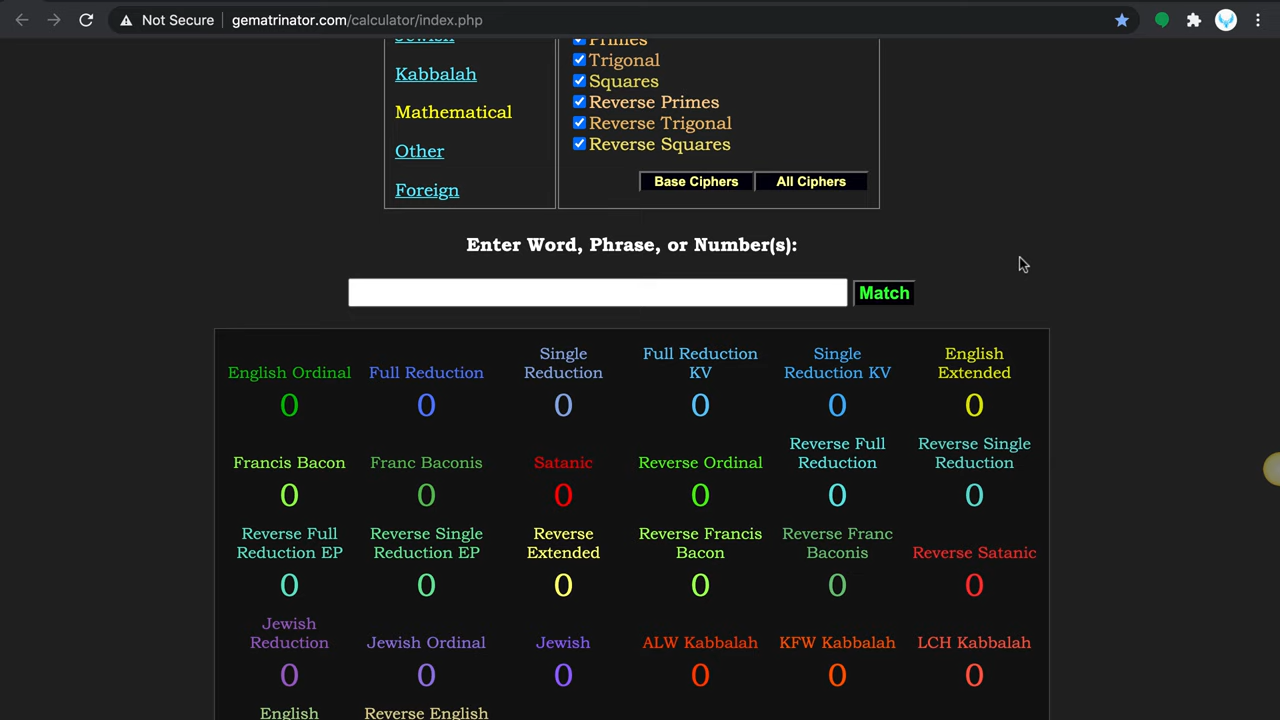 Not Secure gematrinator.com/calculator/index.php
Jewish
Kabbalah
Mathematical
Other
Foreign
Primes
Trigonal
Squares
Reverse Primes
Reverse Trigonal
Reverse Squares
Base Ciphers All Ciphers
Enter Word, Phrase, or Number(s):
Match
English Ordinal
0
Full Reduction
0
Single
Reduction
0
Full Reduction
KV
0
Single
Reduction KV
0
English
Extended
0
Francis Bacon
0
Franc Baconis
0
Satanic
0
Reverse Ordinal
0
Reverse Full
Reduction
0
Reverse Single
Reduction
0
Reverse Full
Reduction EP
0
Reverse Single
Reduction EP
0
Reverse
Extended
0
Reverse Francis
Bacon
0
Reverse Franc
Baconis
0
Reverse Satanic
0
Jewish
Reduction
0
Jewish Ordinal
0
Jewish
0
ALW Kabbalah
0
KFW Kabbalah
0
LCH Kabbalah
0
English
Reverse English